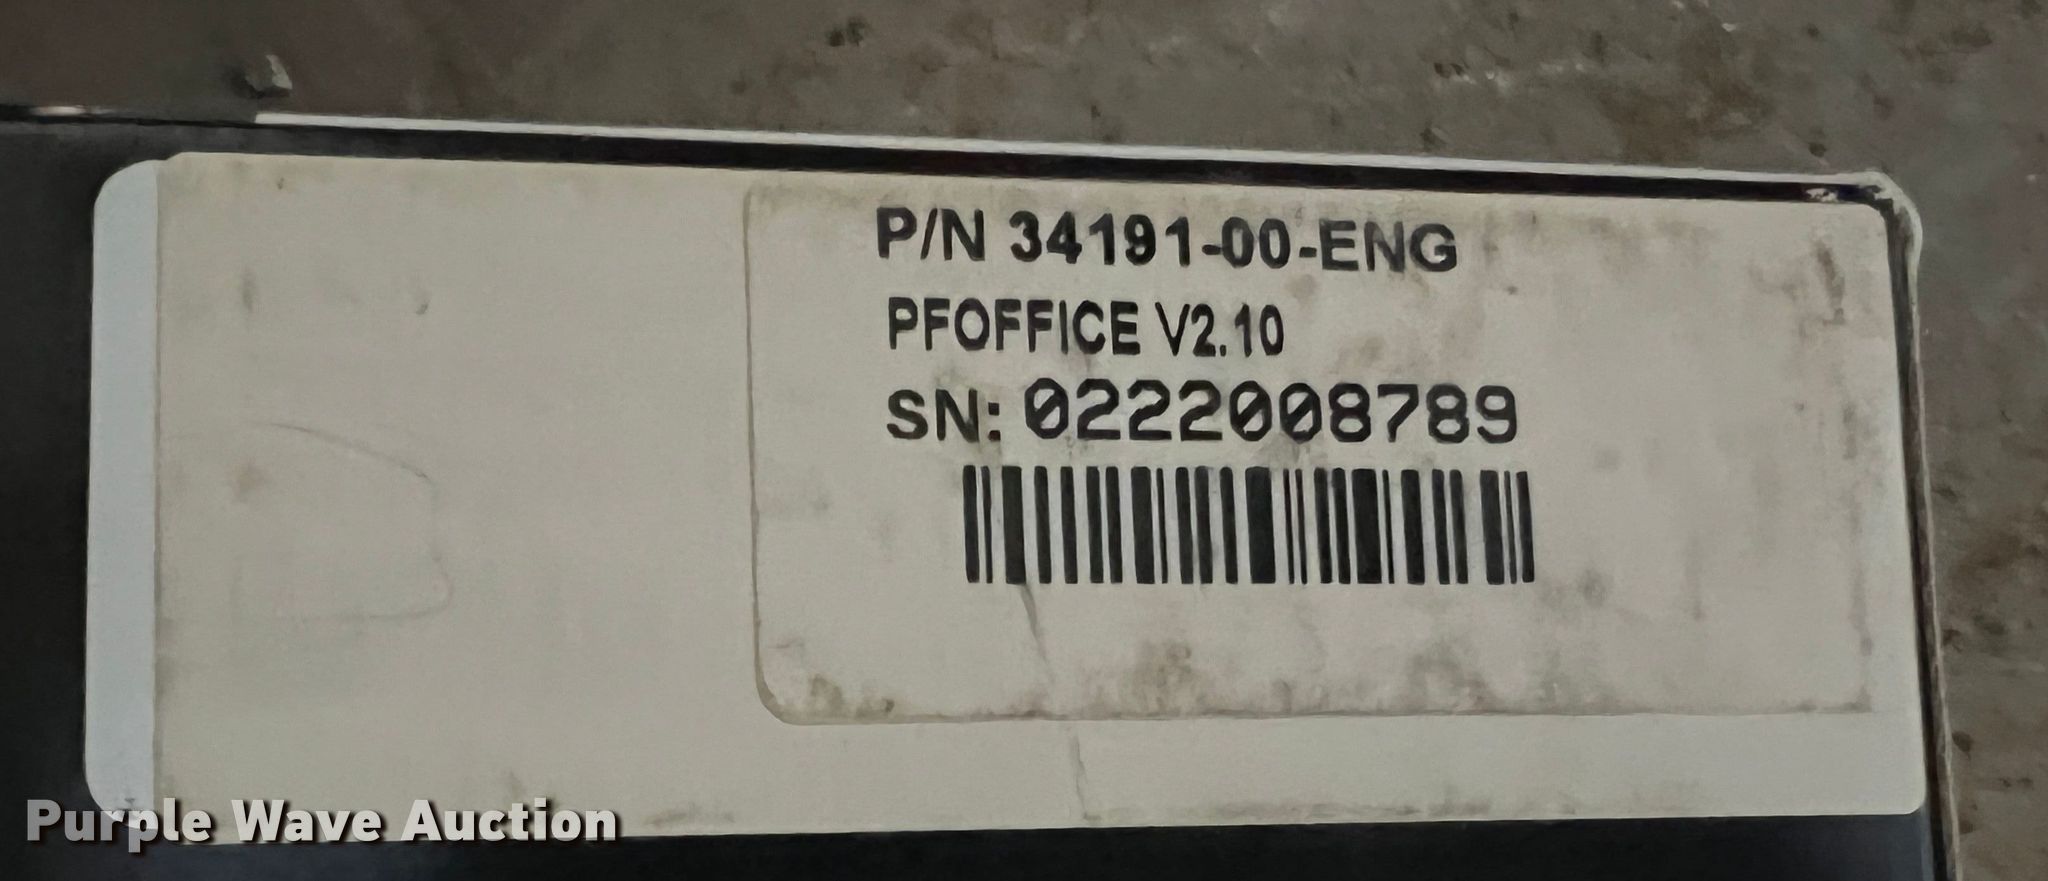 P/N 34191-00-ENG
PFOFFICE V2.10
SN: 0222008789
Purple Wave Auction